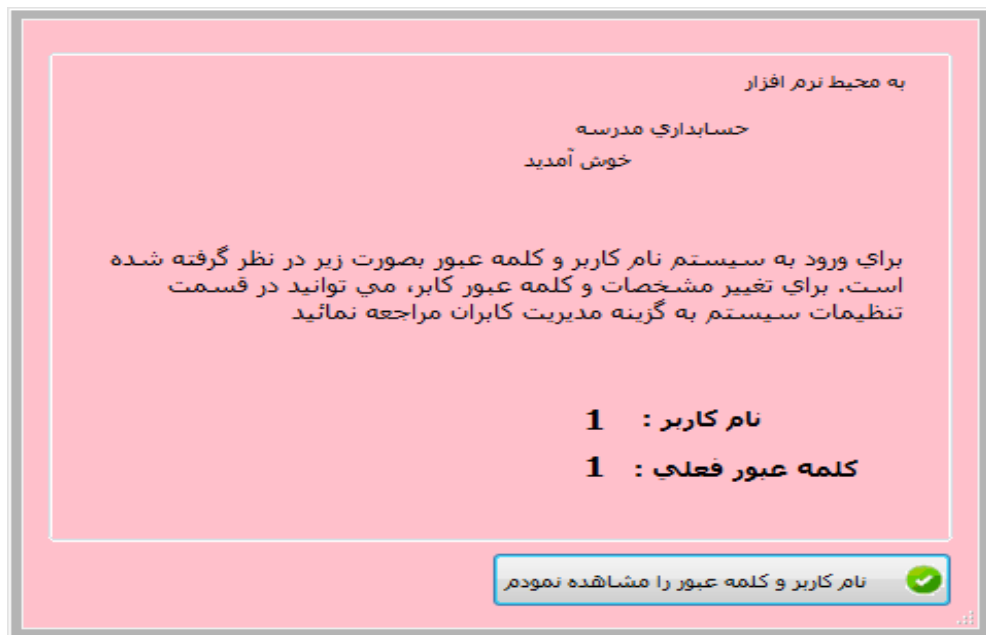 به محيط نرم افزار
حسابداري مدرسه
خوش آمديد
براي ورود به سيستم نام كاربر و كلمه عبور بصورت زير در نظر گرفته شده
است. براي تغيير مشخصات و كلمه عبور كابر، مي توانيد در قسمت
تنظيمات سيستم به گزينه مديريت كابران مراجعه نمائيد
نام كاربر : 1
كلمه عبور فعلي : 1
نام كاربر و كلمه عبور را مشاهده نمودم